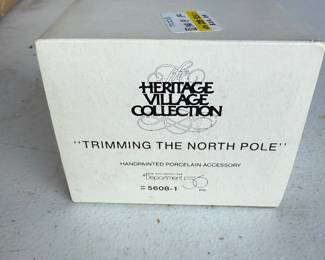 The
HERITAGE
VILLAGE
COLLECTION
"TRIMMING THE NORTH POLE"
HANDPAINTED PORCELAIN ACCESSORY
Department 56
5608-1